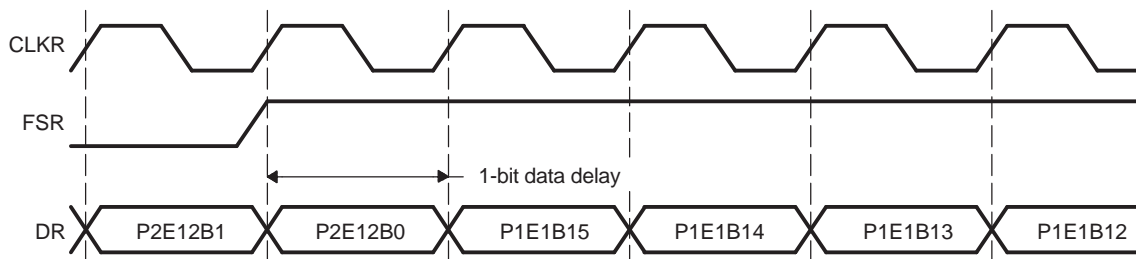 CLKR
FSR
1-bit data delay
DR P2E12B1 P2E12B0 P1E1B15 P1E1B14 P1E1B13 P1E1B12